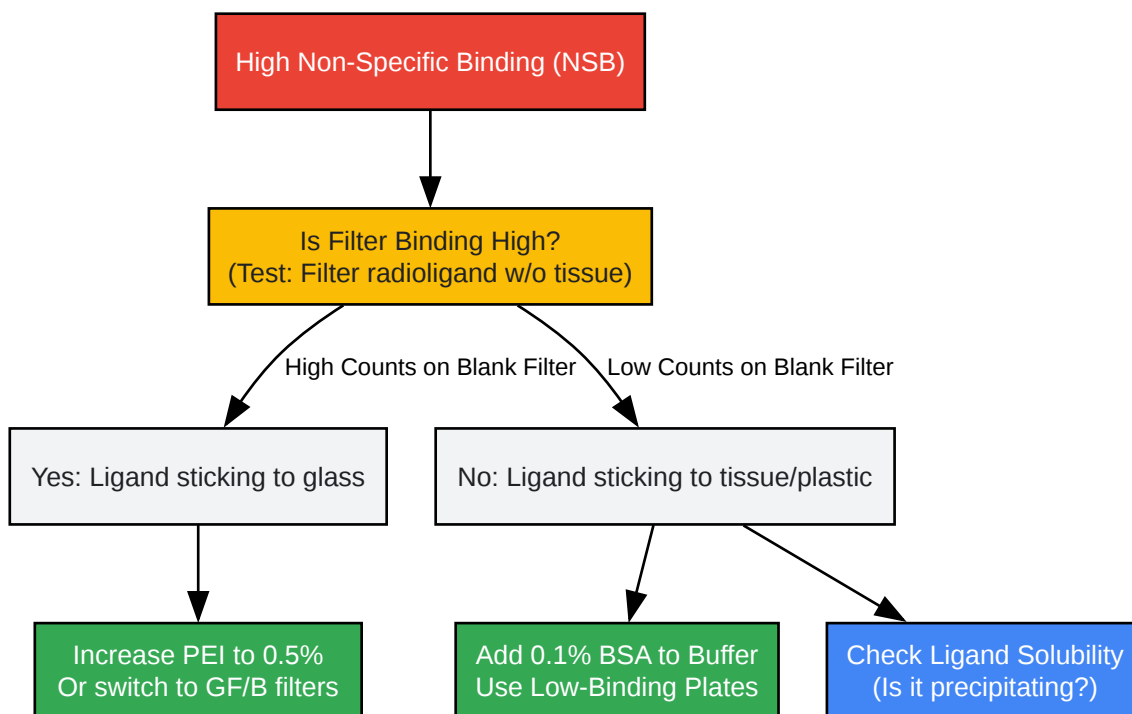 High Non-Specific Binding (NSB)
Is Filter Binding High?
(Test: Filter radioligand w/o tissue)
High Counts on Blank Filter
Low Counts on Blank Filter
Yes: Ligand sticking to glass
No: Ligand sticking to tissue/plastic
Increase PEI to 0.5%
Or switch to GF/B filters
Add 0.1% BSA to Buffer
Use Low-Binding Plates
Check Ligand Solubility
(Is it precipitating?)